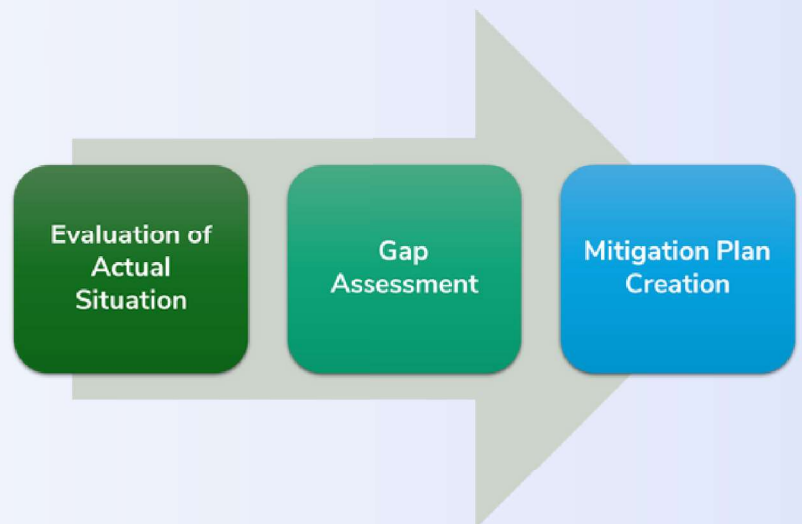 Evaluation of
Actual
Situation
Gap
Assessment
Mitigation Plan
Creation